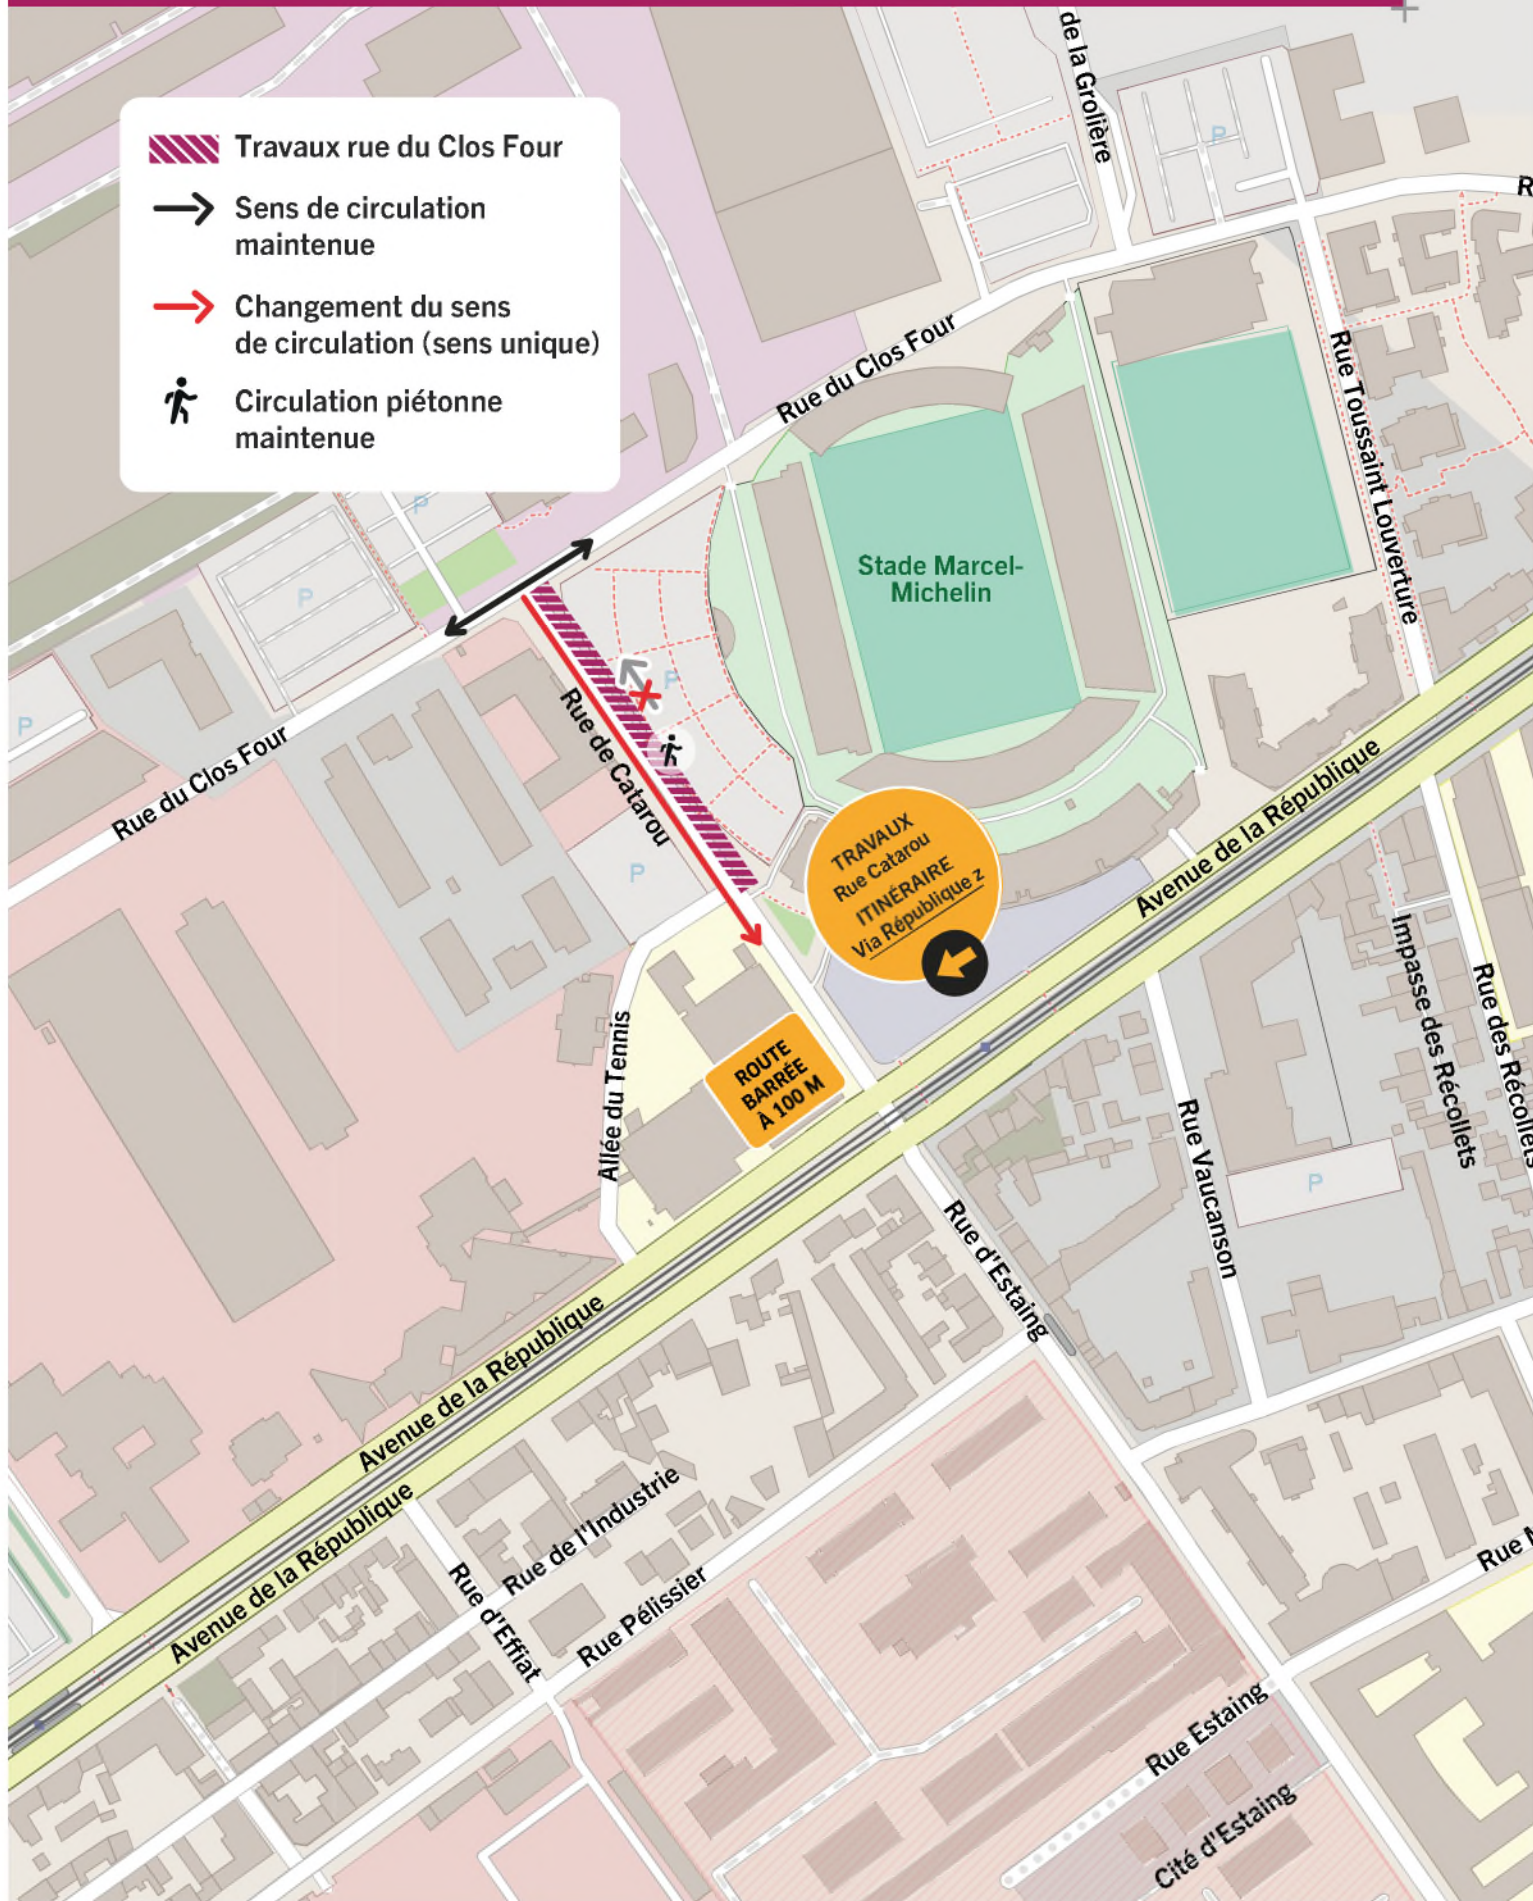 Travaux rue du Clos Four
Sens de circulation
maintenue
Changement du sens
de circulation (sens unique)
Circulation piétonne
maintenue
de la Grolière
P
R
Rue du Clos Four
Rue Toussaint Louverture
P
P
Stade Marcel-
Michelin
P
P
Rue de Catarou
Rue du Clos Four
P
TRAVAUX
Rue Catarou
ITINÉRAIRE
Via République z
Avenue de la République
ROUTE
BARRÉE
À 100 M
Allée du Tennis
Impasse des Récollets
Rue des Récollets
Rue Vaucanson
P
Rue d'Estaing
Avenue de la République
Avenue de la République
Rue de l'Industrie
Rue d'Effiat
Rue Pélissier
Rue
Rue Estaing
Cité d'Estaing